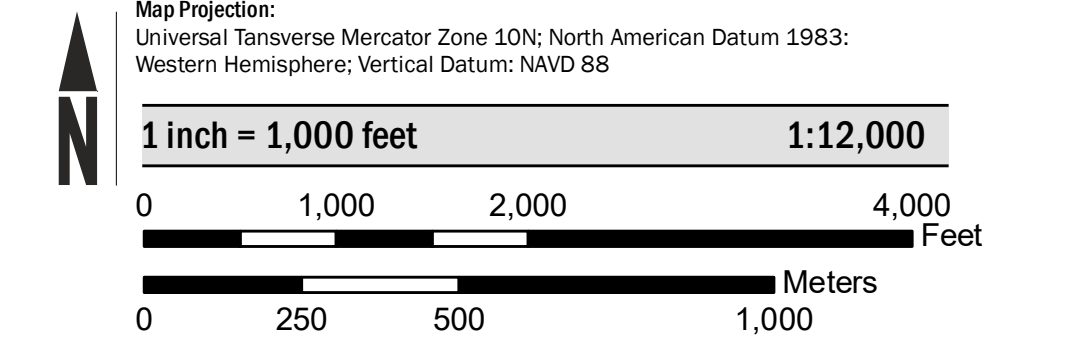 Map Projection:
Universal Tansverse Mercator Zone 10N; North American Datum 1983:
Western Hemisphere; Vertical Datum: NAVD 88
N
1 inch = 1,000 feet 1:12,000
0 1,000 2,000 4,000
Feet
Meters
0 250 500 1,000